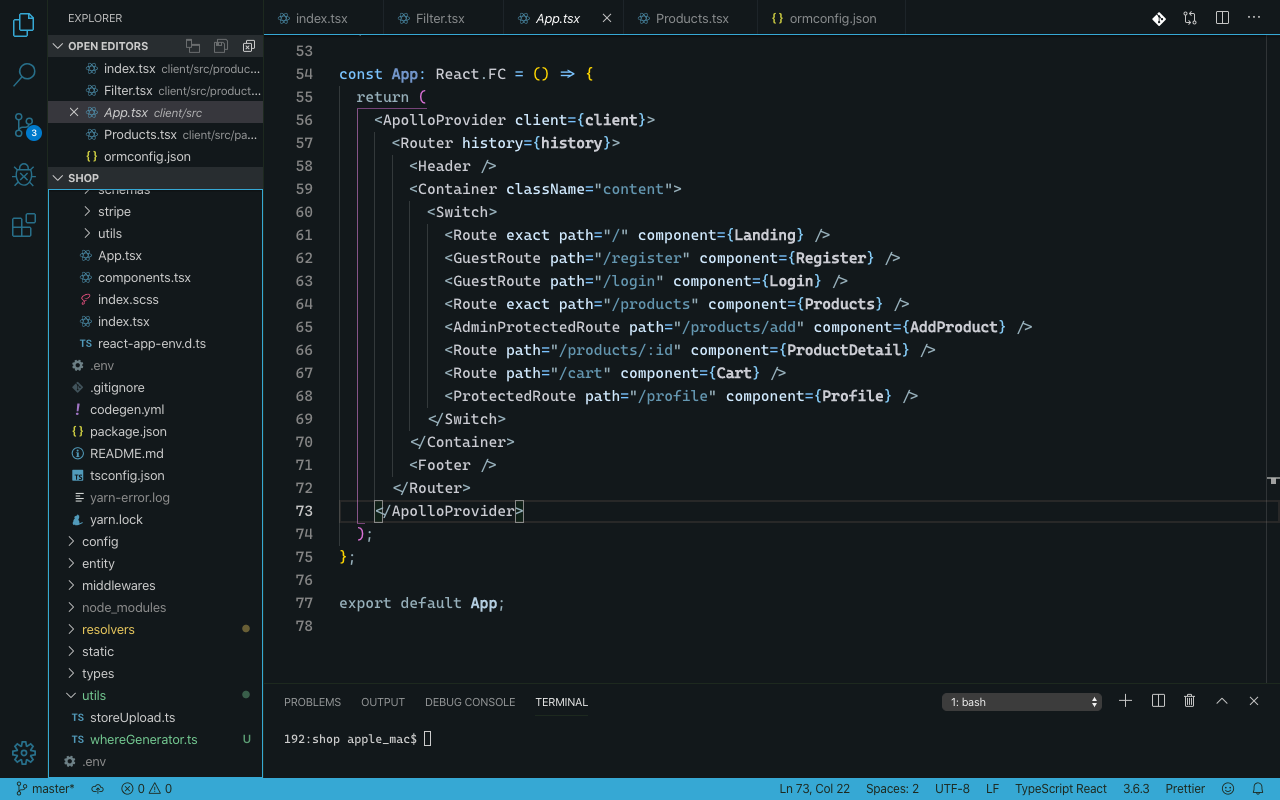 EXPLORER
index.tsx
Filter.tsx
App.tsx
Products.tsx
{} ormconfig.json
OPEN EDITORS
index.tsx client/src/produc...
Filter.tsx client/src/product...
App.tsx client/src
Products.tsx client/src/pa...
{} ormconfig.json
3
SHOP
schemas
stripe
utils
App.tsx
components.tsx
index.scss
index.tsx
TS react-app-env.d.ts
.env
.gitignore
! codegen.yml
{} package.json
README.md
TS tsconfig.json
yarn-error.log
yarn.lock
config
entity
middlewares
node_modules
resolvers
static
types
utils
TS storeUpload.ts
TS whereGenerator.ts U
.env
53
54 const App: React.FC = () => {
55 return (
56 <ApolloProvider client={client}>
57 <Router history={history}>
58 <Header />
59 <Container className="content">
60 <Switch>
61 <Route exact path="/" component={Landing} />
62 <GuestRoute path="/register" component={Register} />
63 <GuestRoute path="/login" component={Login} />
64 <Route exact path="/products" component={Products} />
65 <AdminProtectedRoute path="/products/add" component={AddProduct} />
66 <Route path="/products/:id" component={ProductDetail} />
67 <Route path="/cart" component={Cart} />
68 <ProtectedRoute path="/profile" component={Profile} />
69 </Switch>
70 </Container>
71 <Footer />
72 </Router>
73 </ApolloProvider>
74 );
75 };
76
77 export default App;
78
PROBLEMS OUTPUT DEBUG CONSOLE TERMINAL 1: bash
192:shop apple_mac$
master* 0 0 Ln 73, Col 22 Spaces: 2 UTF-8 LF TypeScript React 3.6.3 Prettier